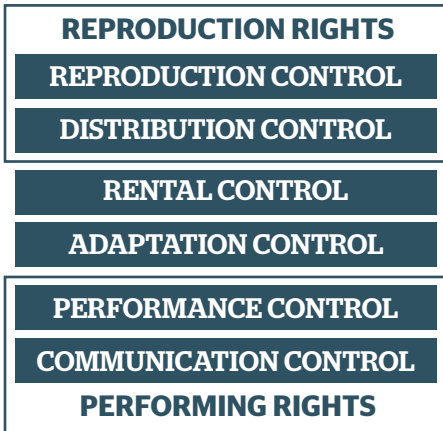 REPRODUCTION RIGHTS
REPRODUCTION CONTROL
DISTRIBUTION CONTROL
RENTAL CONTROL
ADAPTATION CONTROL
PERFORMANCE CONTROL
COMMUNICATION CONTROL
PERFORMING RIGHTS